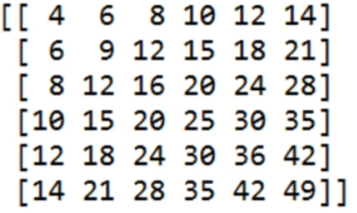 [[ 4 6 8 10 12 14]
[ 6 9 12 15 18 21]
[ 8 12 16 20 24 28]
[10 15 20 25 30 35]
[12 18 24 30 36 42]
[14 21 28 35 42 49]]